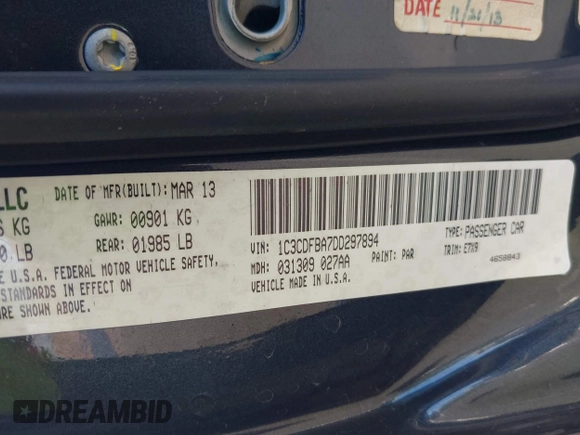 DATE 11/21/13
LLC DATE OF MFR(BUILT): MAR 13
KG GAWR: 00901 KG
LB REAR: 01985 LB
U.S.A. FEDERAL MOTOR VEHICLE SAFETY,
STANDARDS IN EFFECT ON
URE SHOWN ABOVE.
VIN: 1C3CDFBA7DD297894 TYPE: PASSENGER CAR
MDH: 031309 027AA PAINT: PAR TRIM: E7X9
VEHICLE MADE IN U.S.A. 4658843
DREAMBID